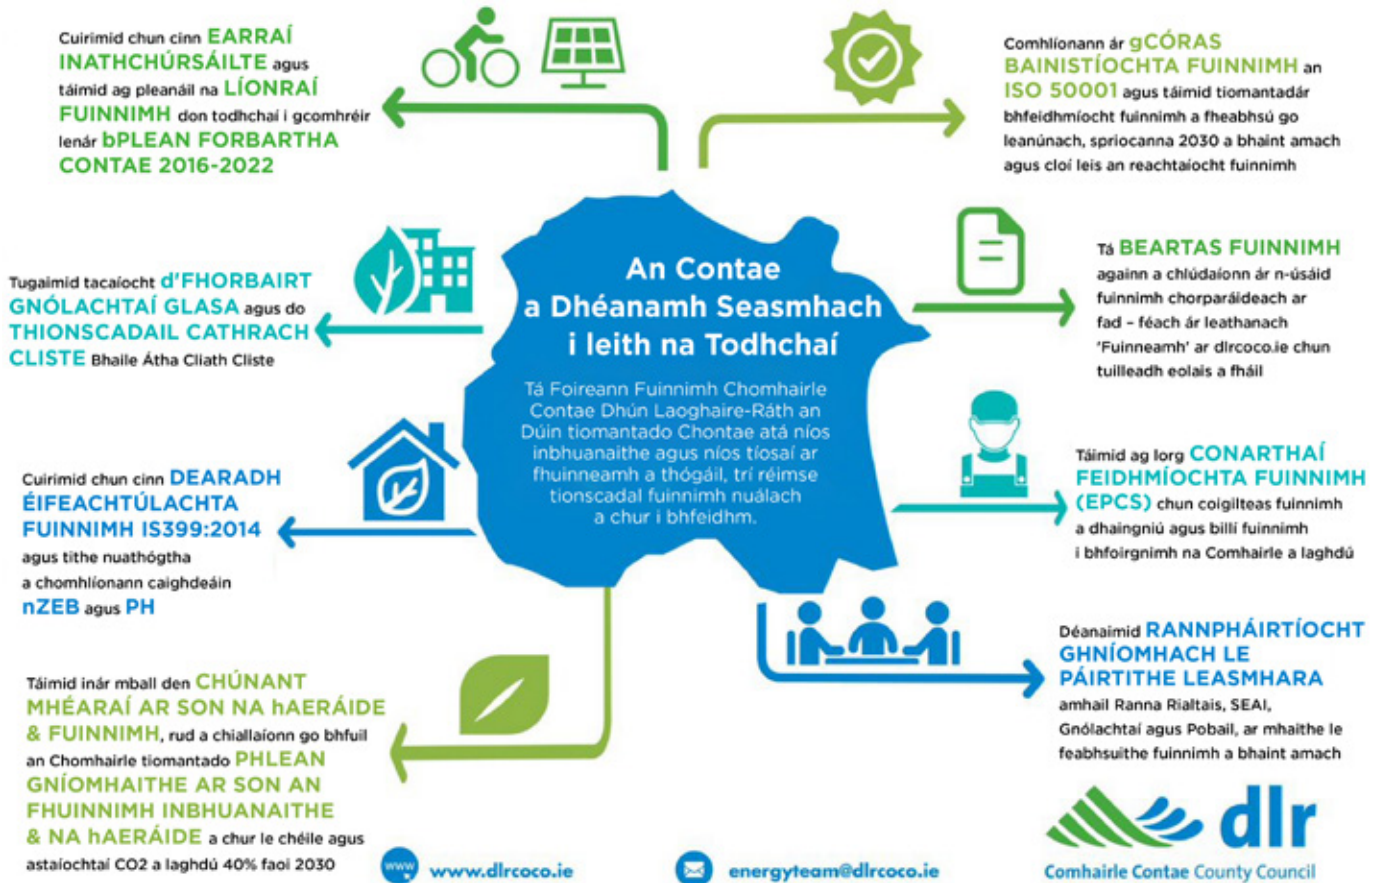 Cuirimid chun cinn EARRAÍ
INATHCHÚRSÁILTE agus
táimid ag pleanáil na LÍONRAÍ
FUINNIMH don todhchaí i gcomhréir
lenár bPLEAN FORBARTHA
CONTAE 2016-2022
Comhlíonann ár gCÓRAS
BAINISTÍOCHTA FUINNIMH an
ISO 50001 agus táimid tiomantadár
bhfeidhmíocht fuinnimh a fheabhsú go
leanúnach, spriocanna 2030 a bhaint amach
agus cloí leis an reachtaíocht fuinnimh
Tugaimid tacaíocht d'FHORBAIRT
GNÓLACHTAÍ GLASA agus do
THIONSCADAIL CATHRACH
CLISTE Bhaile Átha Cliath Cliste
An Contae
a Dhéanamh Seasmhach
i leith na Todhchaí
Tá Foireann Fuinnimh Chomhairle
Contae Dhún Laoghaire-Ráth an
Dúin tiomantado Chontae atá níos
inbhuanaithe agus níos tíosaí ar
fhuinneamh a thógáil, trí réimse
tionscadal fuinnimh nuálach
a chur i bhfeidhm.
Tá BEARTAS FUINNIMH
againn a chlúdaíonn ár n-úsáid
fuinnimh chorparáideach ar
fad – féach ár leathanach
'Fuinneamh' ar dlrcoco.ie chun
tuilleadh eolais a fháil
Cuirimid chun cinn DEARADH
ÉIFEACHTÚLACHTA
FUINNIMH IS399:2014
agus tithe nuathógtha
a chomhlíonann caighdeáin
nZEB agus PH
Táimid ag lorg CONARTHAÍ
FEIDHMÍOCHTA FUINNIMH
(EPCS) chun coigilteas fuinnimh
a dhaingniú agus billí fuinnimh
i bhfoirgnimh na Comhairle a laghdú
Táimid inár mball den CHÚNANT
MHÉARAÍ AR SON NA hAERÁIDE
& FUINNIMH, rud a chiallaíonn go bhfuil
an Chomhairle tiomantado PHLEAN
GNÍOMHAITHE AR SON AN
FHUINNIMH INBHUANAITHE
& NA hAERÁIDE a chur le chéile agus
astaíochtaí CO2 a laghdú 40% faoi 2030
Déanaimid RANNPHÁIRTÍOCHT
GHNÍOMHACH LE
PÁIRTITHE LEASMHARA
amhail Ranna Rialtais, SEAI,
Gnólachtaí agus Pobail, ar mhaithe le
feabhsuithe fuinnimh a bhaint amach
www
www.dlrcoco.ie
energyteam@dlrcoco.ie
dlr
Comhairle Contae County Council